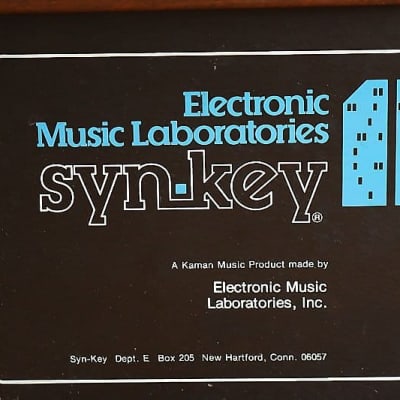 Electronic
Music Laboratories
syn•key®
A Kaman Music Product made by
Electronic Music
Laboratories, Inc.
Syn-Key Dept. E Box 205 New Hartford, Conn. 06057